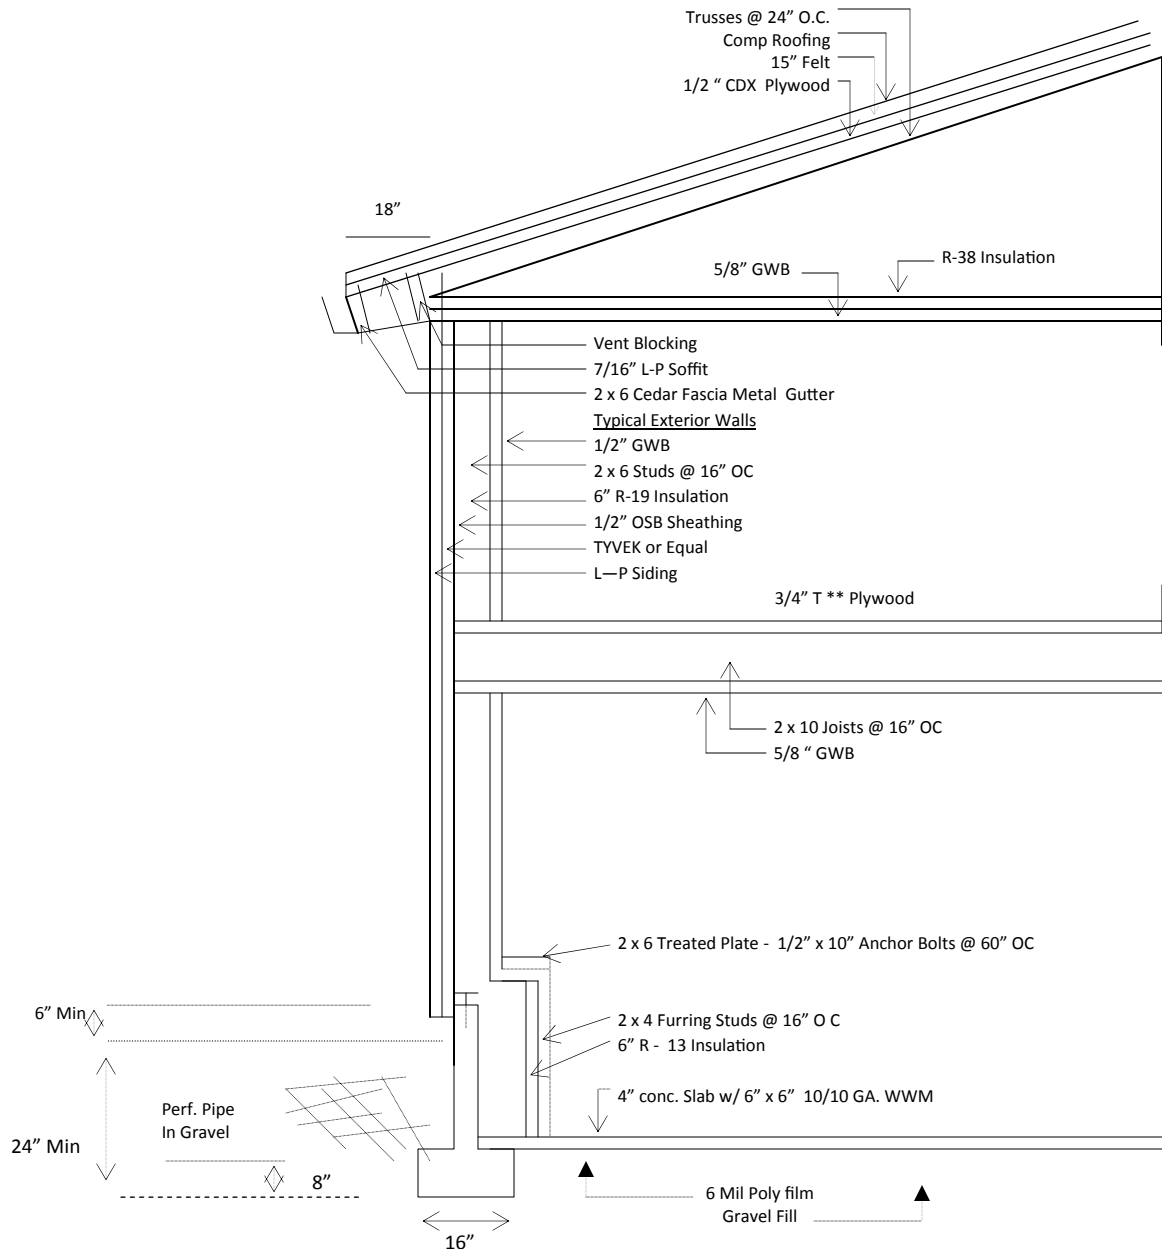 Trusses @ 24” O.C.
Comp Roofing
15” Felt
1/2 “ CDX Plywood
18”
R-38 Insulation
5/8” GWB
Vent Blocking
7/16” L-P Soffit
2 x 6 Cedar Fascia Metal Gutter
Typical Exterior Walls
1/2” GWB
2 x 6 Studs @ 16” OC
6” R-19 Insulation
1/2” OSB Sheathing
TYVEK or Equal
L—P Siding
3/4” T ** Plywood
2 x 10 Joists @ 16” OC
5/8 “ GWB
2 x 6 Treated Plate - 1/2” x 10” Anchor Bolts @ 60” OC
6” Min
2 x 4 Furring Studs @ 16” O C
6” R - 13 Insulation
4” conc. Slab w/ 6” x 6” 10/10 GA. WWM
Perf. Pipe
In Gravel
24” Min
8”
6 Mil Poly film
Gravel Fill
16”